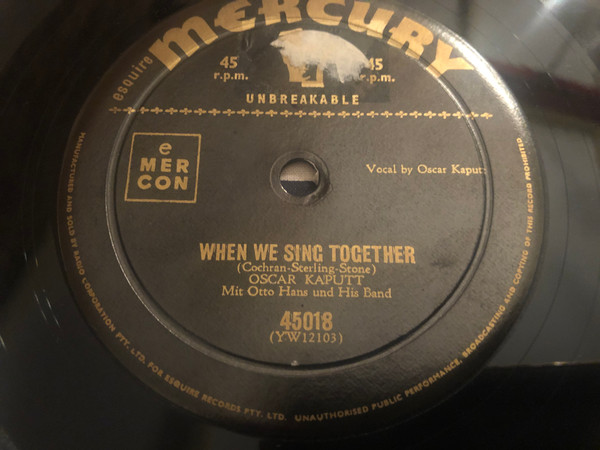 esquire MERCURY
45 45
r.p.m. r.p.m.
UNBREAKABLE
e
MER
CON
Vocal by Oscar Kaputt
WHEN WE SING TOGETHER
(Cochran-Sterling-Stone)
OSCAR KAPUTT
Mit Otto Hans und His Band
45018
(YW12103)
MANUFACTURED AND SOLD BY RADIO CORPORATION PTY. LTD. FOR ESQUIRE RECORDS PTY. LTD. UNAUTHORISED PUBLIC PERFORMANCE, BROADCASTING AND COPYING OF THIS RECORD PROHIBITED.